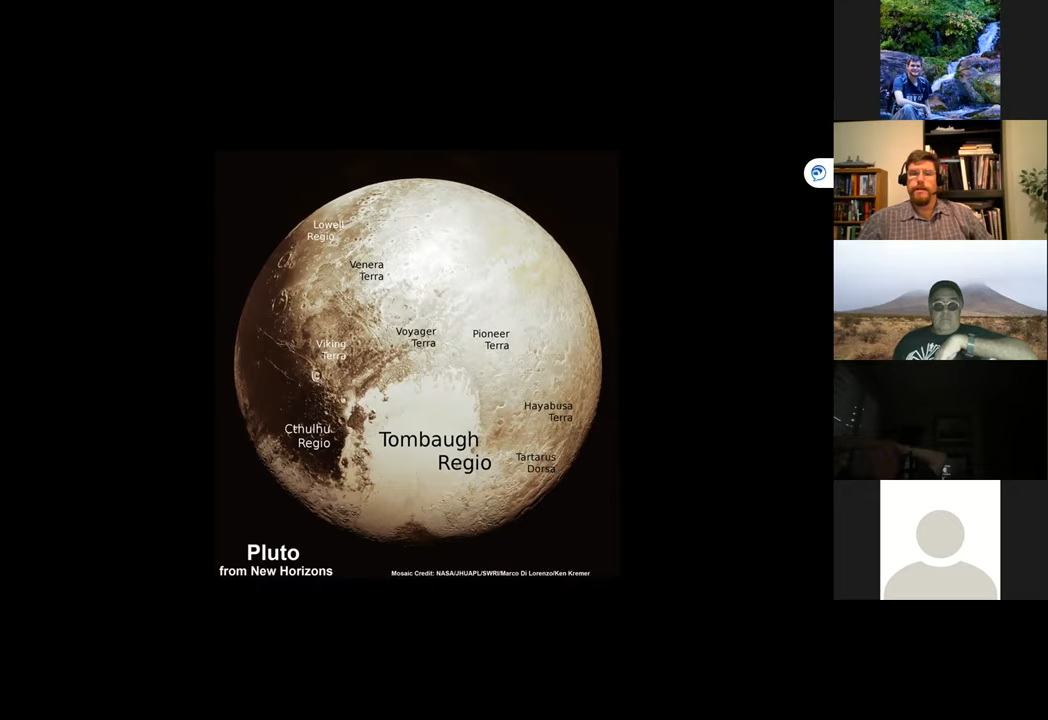 Lowell
Regio
Venera
Terra
Voyager
Terra
Pioneer
Terra
Viking
Terra
Hayabusa
Terra
Cthulhu
Regio
Tombaugh
Regio
Tartarus
Dorsa
Pluto
from New Horizons
Mosaic Credit: NASA/JHUAPL/SWRI/Marco Di Lorenzo/Ken Kremer